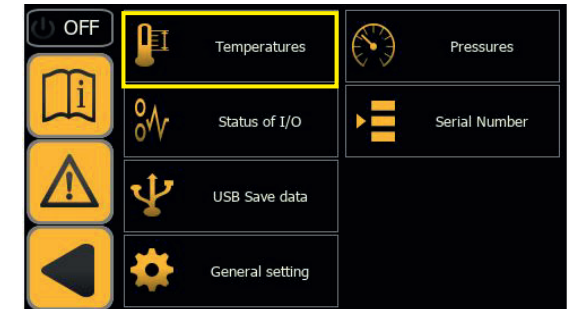 OFF
Temperatures
Pressures
i
Status of I/O
Serial Number
USB Save data
General setting